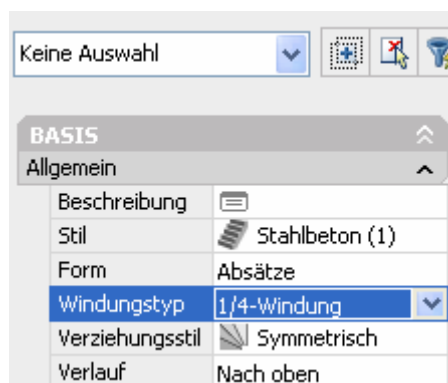 Keine Auswahl
BASIS
Allgemein
Beschreibung
Stil Stahlbeton (1)
Form Absätze
Windungstyp 1/4-Windung
Verziehungsstil Symmetrisch
Verlauf Nach oben